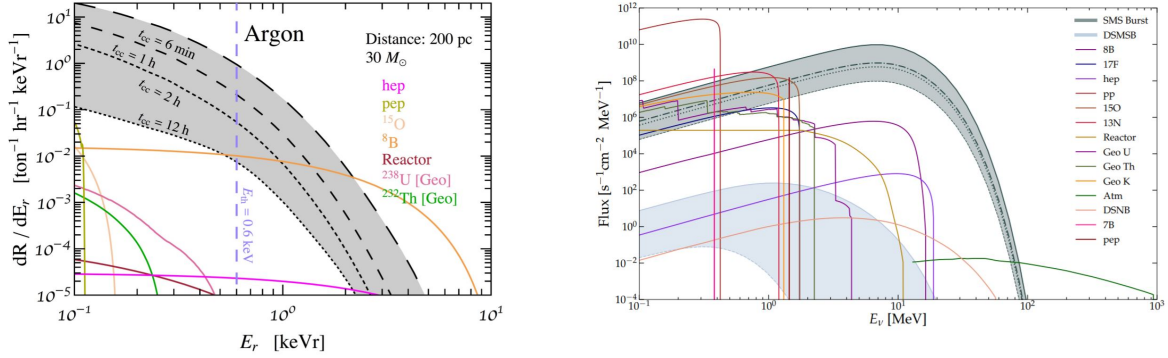 dR / dE_r [ton⁻¹ hr⁻¹ keVr⁻¹]
10¹
10⁰
10⁻¹
10⁻²
10⁻³
10⁻⁴
10⁻⁵
t_cc = 6 min
t_cc = 1 h
t_cc = 2 h
t_cc = 12 h
Argon
Distance: 200 pc
30 M_⊙
hep
pep
¹⁵O
⁸B
Reactor
²³⁸U [Geo]
²³²Th [Geo]
E_th = 0.6 keV
10⁻¹ 10⁰ 10¹
E_r [keVr]
Flux [s⁻¹ cm⁻² MeV⁻¹]
10¹²
10¹⁰
10⁸
10⁶
10⁴
10²
10⁰
10⁻²
10⁻⁴
SMS Burst
DSMSB
8B
17F
hep
pp
15O
13N
Reactor
Geo U
Geo Th
Geo K
Atm
DSNB
7B
pep
10⁻¹ 10⁰ 10¹ 10² 10³
E_ν [MeV]